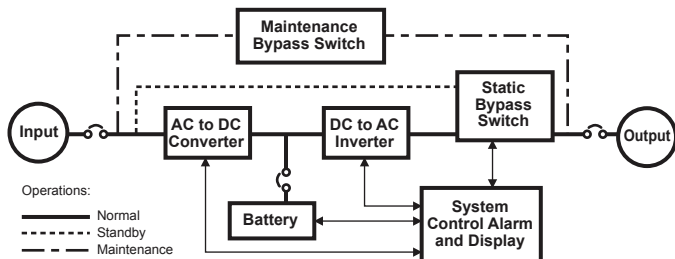 Maintenance
Bypass Switch
Static
Bypass
Switch
Input
AC to DC
Converter
DC to AC
Inverter
Output
Operations:
Normal
Standby
Maintenance
Battery
System
Control Alarm
and Display